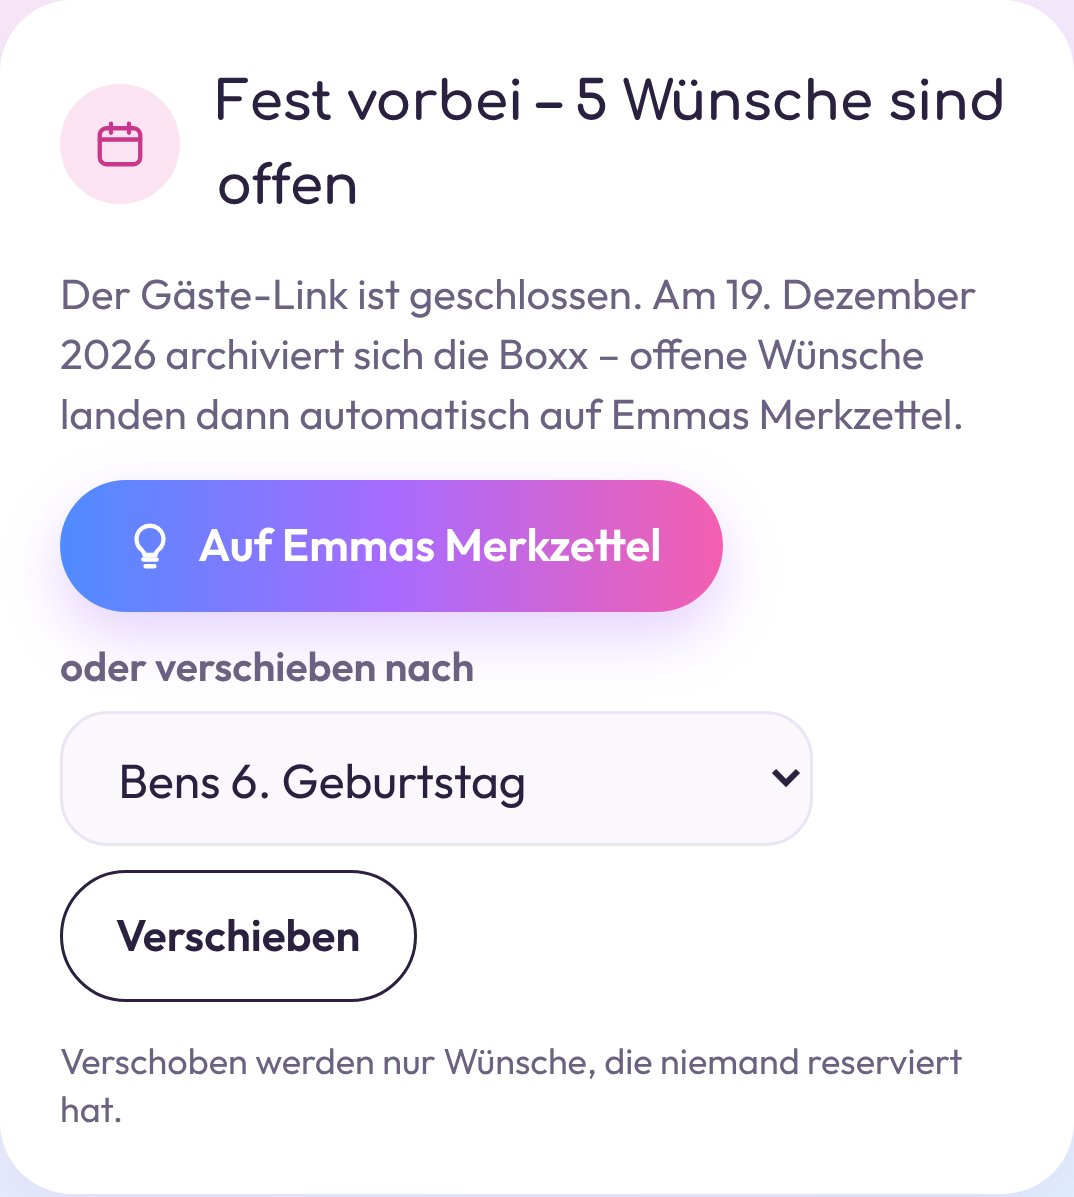 Fest vorbei – 5 Wünsche sind
offen
Der Gäste-Link ist geschlossen. Am 19. Dezember
2026 archiviert sich die Boxx – offene Wünsche
landen dann automatisch auf Emmas Merkzettel.
Auf Emmas Merkzettel
oder verschieben nach
Bens 6. Geburtstag
Verschieben
Verschoben werden nur Wünsche, die niemand reserviert
hat.